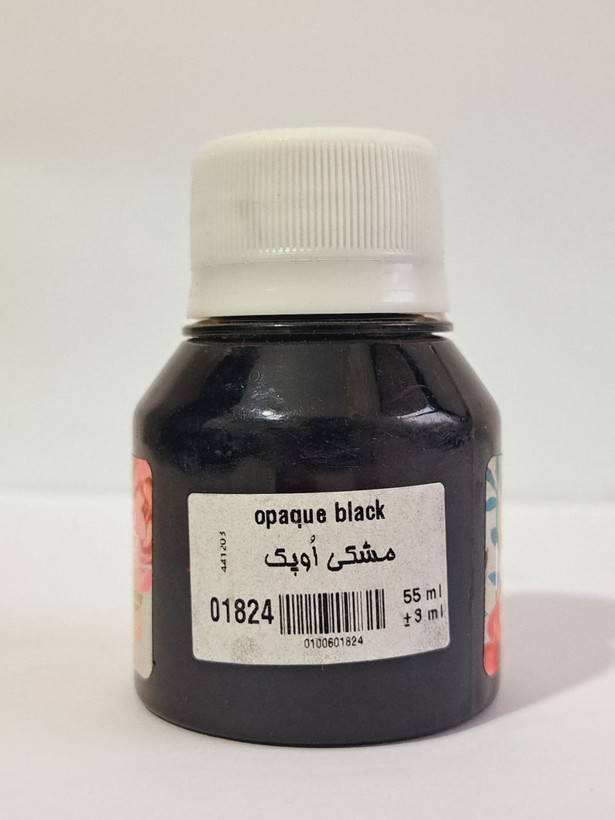 opaque black
مشکی اُوپک
441203
01824
55 ml
±3 ml
0100601824